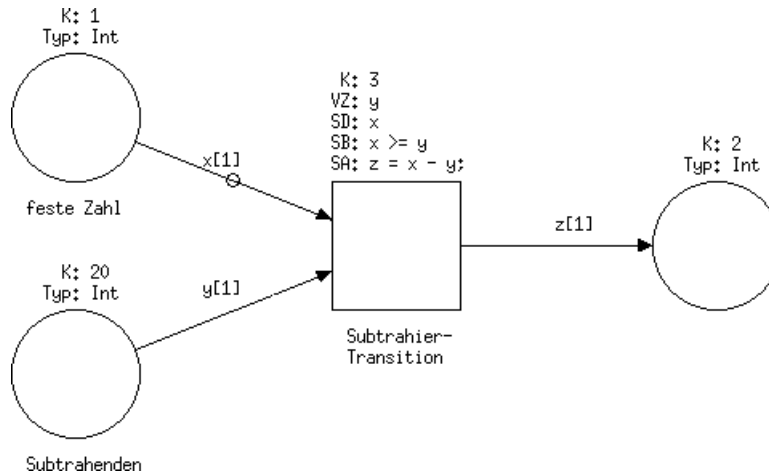 K: 1
Typ: Int
x[1]
feste Zahl
K: 20
Typ: Int
y[1]
Subtrahenden
K: 3
VZ: y
SD: x
SB: x >= y
SA: z = x - y;
Subtrahier-
Transition
z[1]
K: 2
Typ: Int